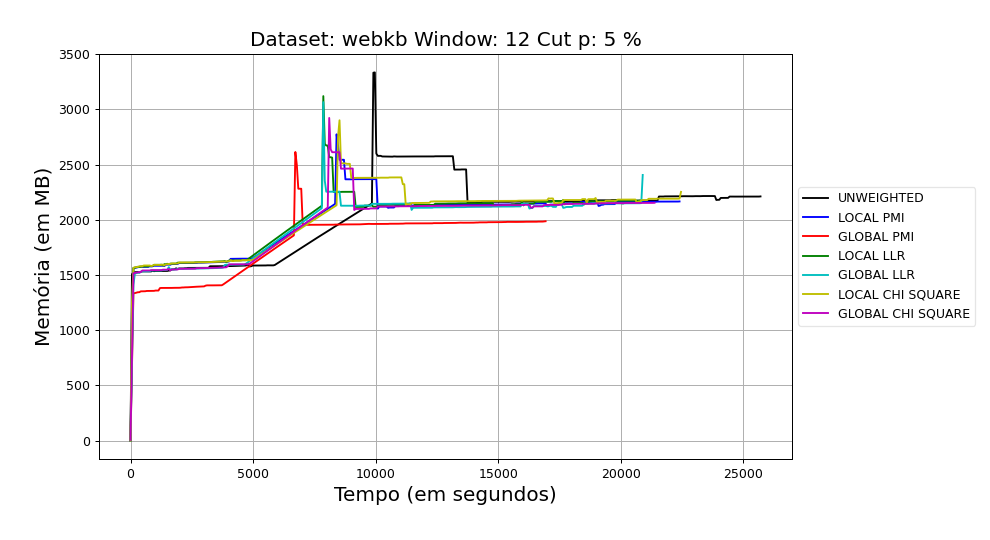 Dataset: webkb Window: 12 Cut p: 5 %
Memória (em MB)
3500
3000
2500
2000
1500
1000
500
0
0 5000 10000 15000 20000 25000
Tempo (em segundos)
UNWEIGHTED
LOCAL PMI
GLOBAL PMI
LOCAL LLR
GLOBAL LLR
LOCAL CHI SQUARE
GLOBAL CHI SQUARE